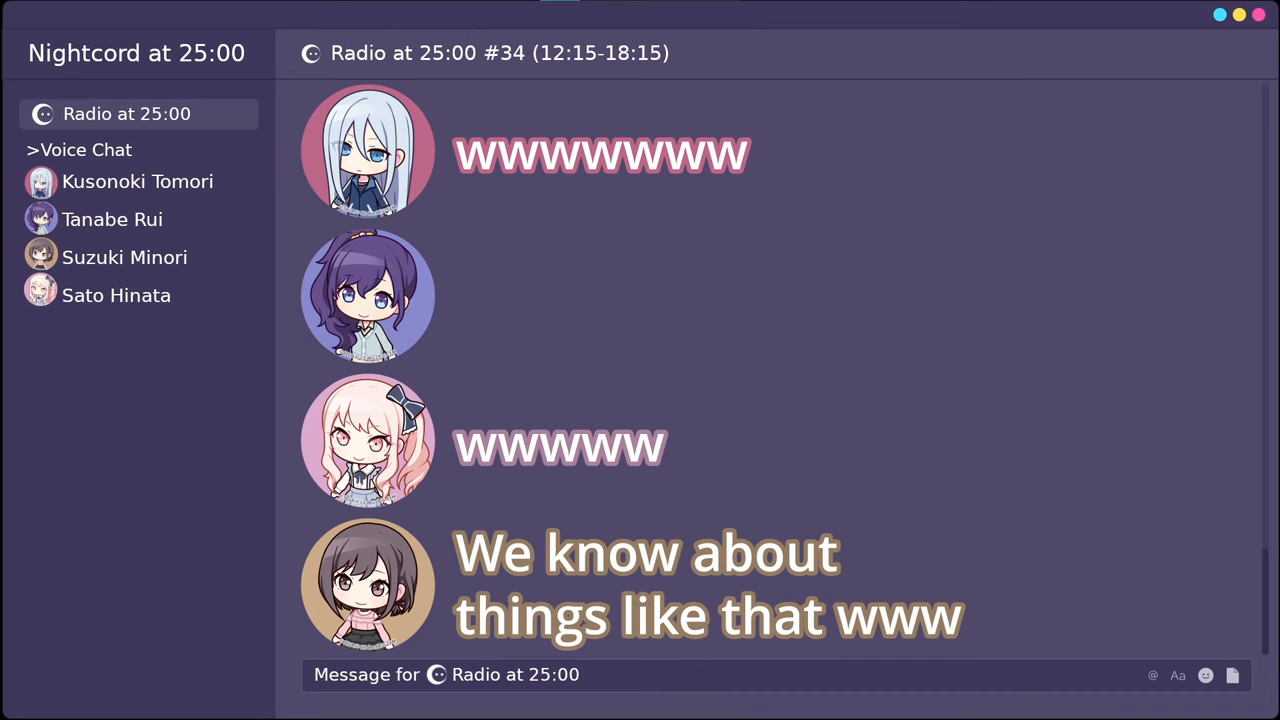 Nightcord at 25:00
Radio at 25:00 #34 (12:15-18:15)
Radio at 25:00
>Voice Chat
Kusonoki Tomori
Tanabe Rui
Suzuki Minori
Sato Hinata
wwwwwww
wwwww
We know about
things like that www
Message for Radio at 25:00
@ Aa